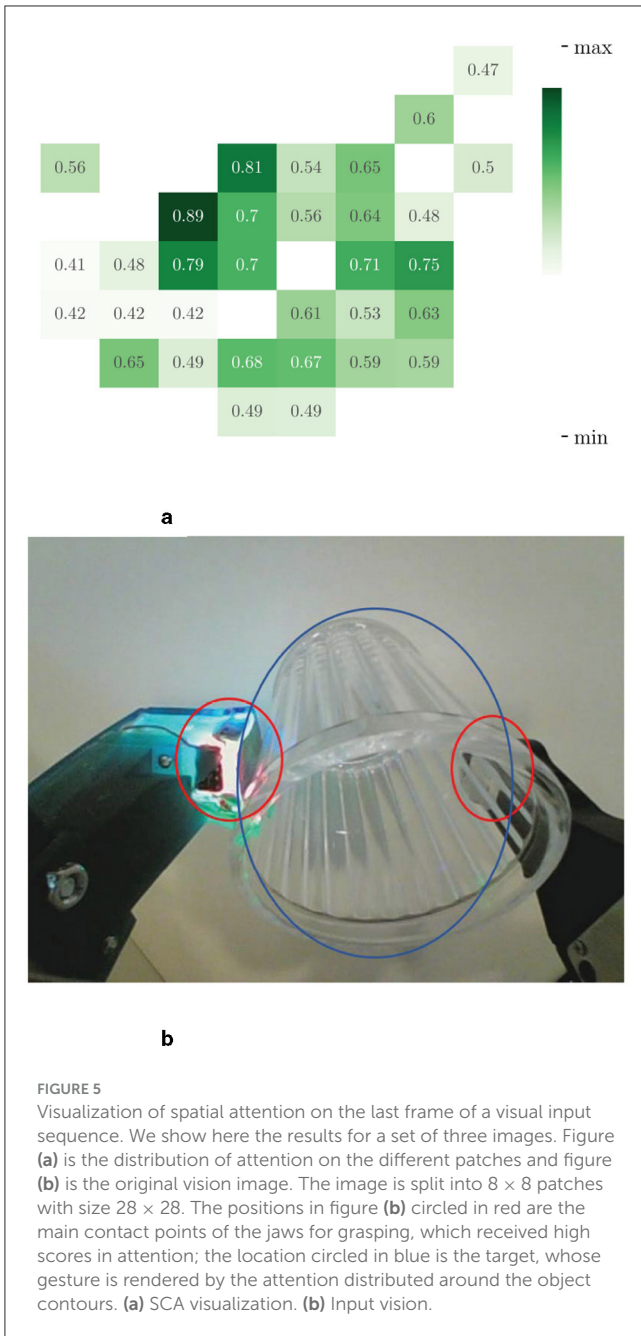 - max
0.47
0.6
0.56 0.81 0.54 0.65 0.5
0.89 0.7 0.56 0.64 0.48
0.41 0.48 0.79 0.7 0.71 0.75
0.42 0.42 0.42 0.61 0.53 0.63
0.65 0.49 0.68 0.67 0.59 0.59
0.49 0.49
- min
a
b
FIGURE 5
Visualization of spatial attention on the last frame of a visual input
sequence. We show here the results for a set of three images. Figure
(a) is the distribution of attention on the different patches and figure
(b) is the original vision image. The image is split into 8 × 8 patches
with size 28 × 28. The positions in figure (b) circled in red are the
main contact points of the jaws for grasping, which received high
scores in attention; the location circled in blue is the target, whose
gesture is rendered by the attention distributed around the object
contours. (a) SCA visualization. (b) Input vision.